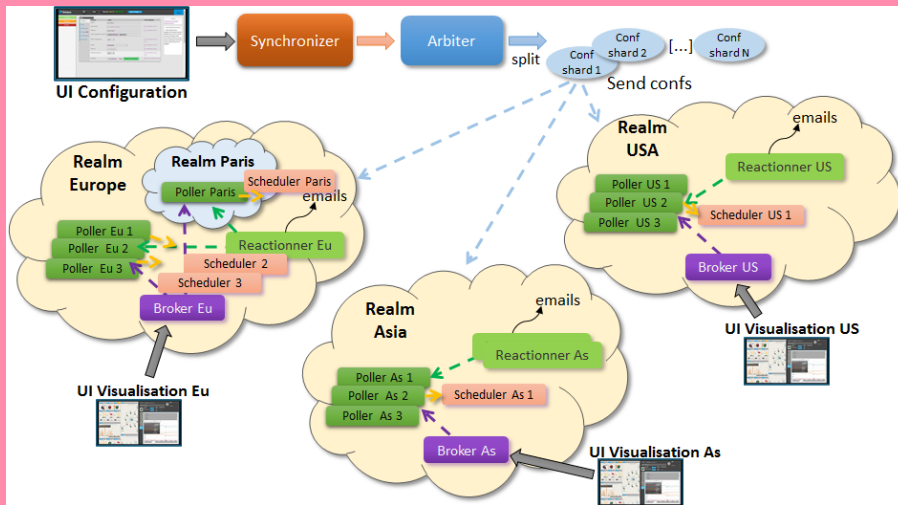 UI Configuration
Synchronizer
Arbiter
split
Conf
shard 1
Conf
shard 2
[...]
Conf
shard N
Send confs
Realm
Europe
Realm Paris
Poller Paris
Scheduler Paris
emails
Poller Eu 1
Poller Eu 2
Poller Eu 3
Reactionner Eu
Scheduler 2
Scheduler 3
Broker Eu
UI Visualisation Eu
Realm
USA
emails
Reactionner US
Poller US 1
Poller US 2
Poller US 3
Scheduler US 1
Broker US
UI Visualisation US
Realm
Asia
emails
Reactionner As
Poller As 1
Poller As 2
Poller As 3
Scheduler As 1
Broker As
UI Visualisation As